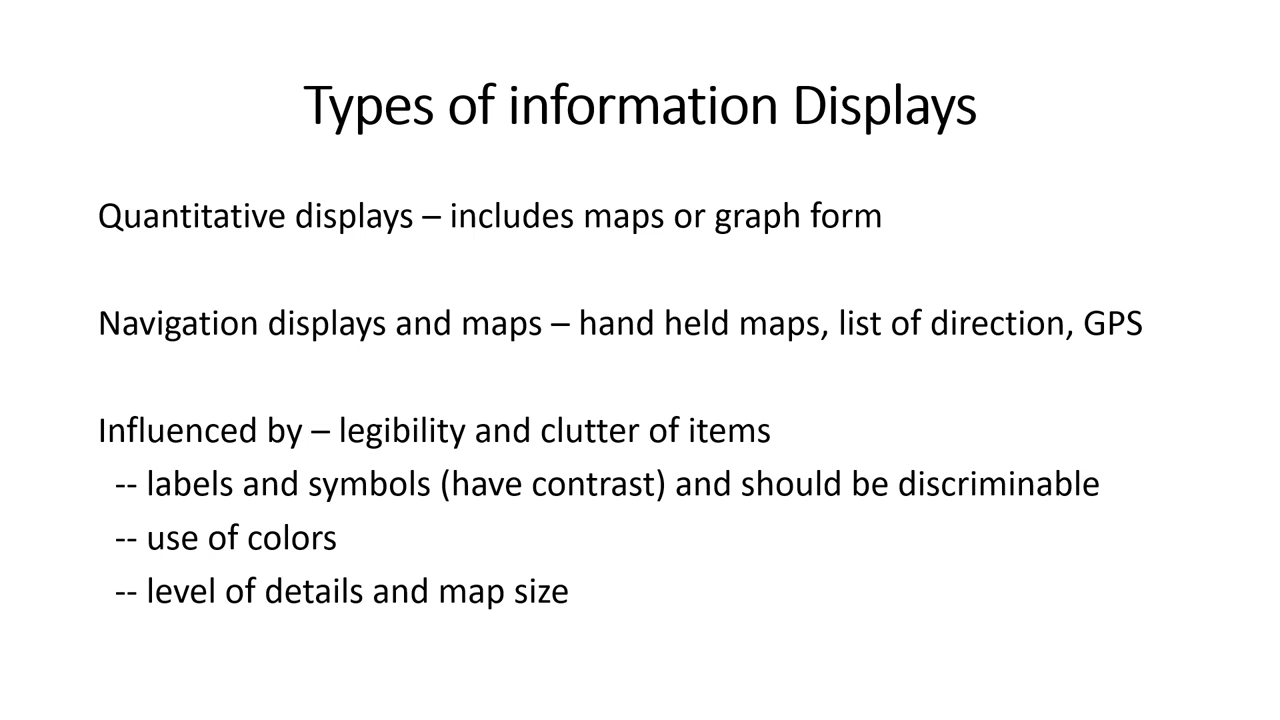 Types of information Displays
Quantitative displays – includes maps or graph form
Navigation displays and maps – hand held maps, list of direction, GPS
Influenced by – legibility and clutter of items
-- labels and symbols (have contrast) and should be discriminable
-- use of colors
-- level of details and map size